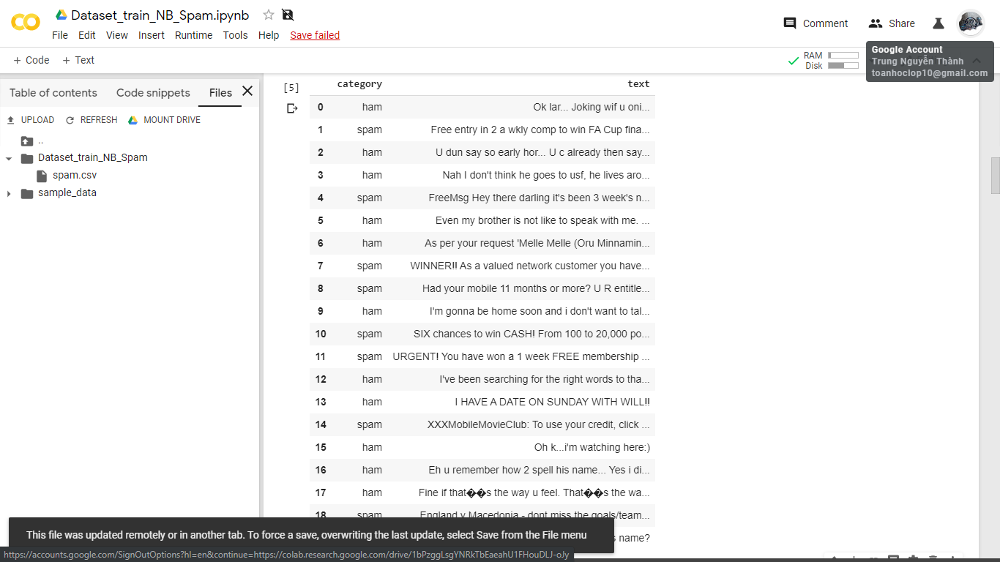 Dataset_train_NB_Spam.ipynb
File Edit View Insert Runtime Tools Help Save failed
Comment Share
+ Code + Text
RAM
Disk
Google Account
Trung Nguyễn Thành
toanhoclop10@gmail.com
Table of contents Code snippets Files
UPLOAD REFRESH MOUNT DRIVE
..
Dataset_train_NB_Spam
spam.csv
sample_data
[5]
category text
0 ham Ok lar... Joking wif u oni...
1 spam Free entry in 2 a wkly comp to win FA Cup fina...
2 ham U dun say so early hor... U c already then say...
3 ham Nah I don't think he goes to usf, he lives aro...
4 spam FreeMsg Hey there darling it's been 3 week's n...
5 ham Even my brother is not like to speak with me. ...
6 ham As per your request 'Melle Melle (Oru Minnamin...
7 spam WINNER!! As a valued network customer you have...
8 spam Had your mobile 11 months or more? U R entitle...
9 ham I'm gonna be home soon and i don't want to tal...
10 spam SIX chances to win CASH! From 100 to 20,000 po...
11 spam URGENT! You have won a 1 week FREE membership ...
12 ham I've been searching for the right words to tha...
13 ham I HAVE A DATE ON SUNDAY WITH WILL!!
14 spam XXXMobileMovieClub: To use your credit, click ...
15 ham Oh k...i'm watching here:)
16 ham Eh u remember how 2 spell his name... Yes i di...
17 ham Fine if that��s the way u feel. That��s the wa...
18 spam England v Macedonia - dont miss the goals/team...
s name?
This file was updated remotely or in another tab. To force a save, overwriting the last update, select Save from the File menu
https://accounts.google.com/SignOutOptions?hl=en&continue=https://colab.research.google.com/drive/1bPzggLsgYNRkTbEaeahU1FHouDLJ-oJy